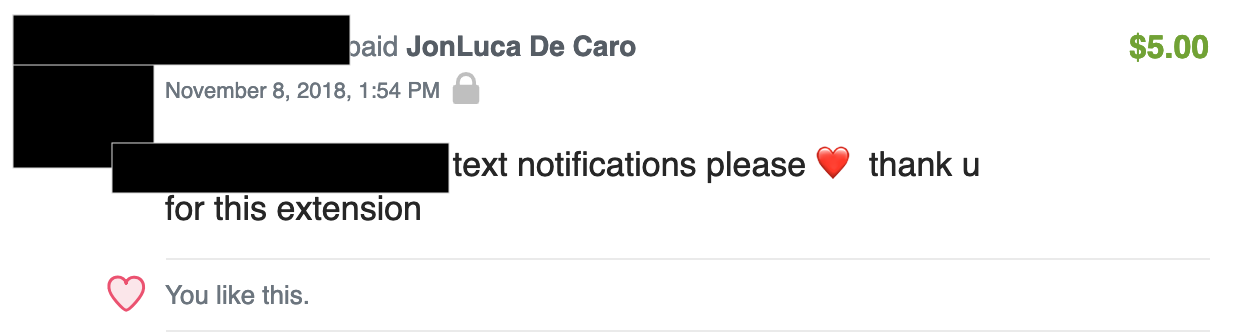 paid JonLuca De Caro $5.00
November 8, 2018, 1:54 PM
text notifications please ❤️ thank u
for this extension
You like this.